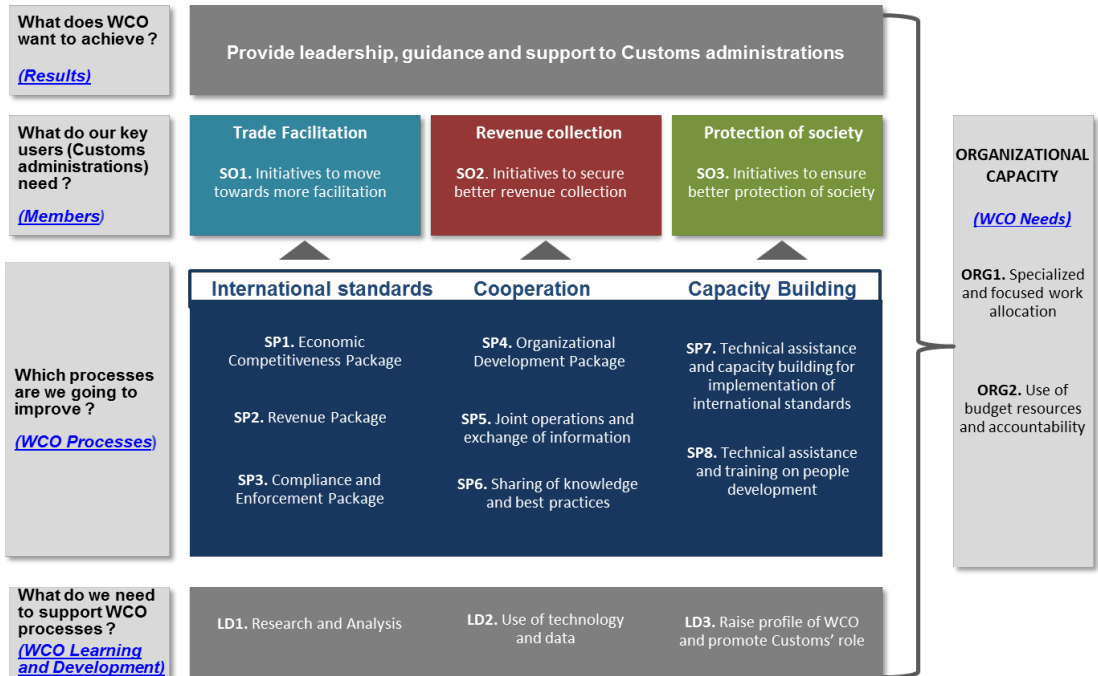 What does WCO
want to achieve ?
(Results)
Provide leadership, guidance and support to Customs administrations
What do our key
users (Customs
administrations)
need ?
(Members)
Trade Facilitation
SO1. Initiatives to move
towards more facilitation
Revenue collection
SO2. Initiatives to secure
better revenue collection
Protection of society
SO3. Initiatives to ensure
better protection of society
Which processes
are we going to
improve ?
(WCO Processes)
International standards
SP1. Economic
Competitiveness Package
SP2. Revenue Package
SP3. Compliance and
Enforcement Package
Cooperation
SP4. Organizational
Development Package
SP5. Joint operations and
exchange of information
SP6. Sharing of knowledge
and best practices
Capacity Building
SP7. Technical assistance
and capacity building for
implementation of
international standards
SP8. Technical assistance
and training on people
development
What do we need
to support WCO
processes ?
(WCO Learning
and Development)
LD1. Research and Analysis
LD2. Use of technology
and data
LD3. Raise profile of WCO
and promote Customs’ role
ORGANIZATIONAL
CAPACITY
(WCO Needs)
ORG1. Specialized
and focused work
allocation
ORG2. Use of
budget resources
and accountability